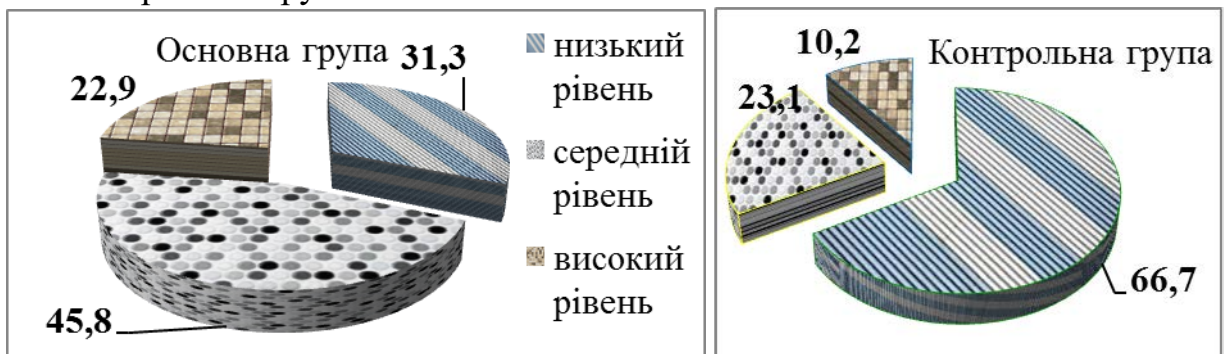 Основна група
31,3
22,9
45,8
низький
рівень
середній
рівень
високий
рівень
10,2
Контрольна група
23,1
66,7